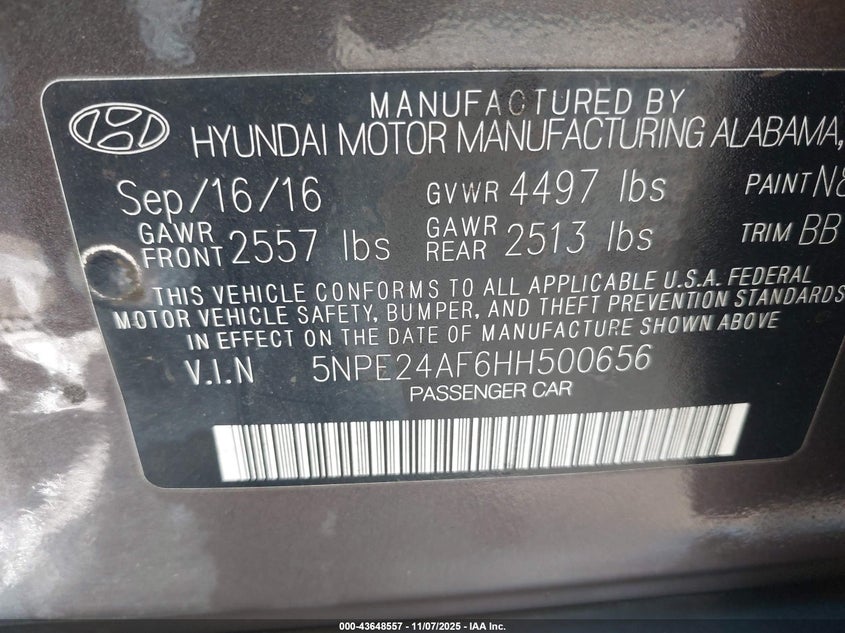 MANUFACTURED BY
HYUNDAI MOTOR MANUFACTURING ALABAMA,
Sep/16/16 GVWR 4497 lbs PAINT N8
GAWR FRONT 2557 lbs GAWR REAR 2513 lbs TRIM BB
THIS VEHICLE CONFORMS TO ALL APPLICABLE U.S.A. FEDERAL
MOTOR VEHICLE SAFETY, BUMPER, AND THEFT PREVENTION STANDARDS
IN EFFECT ON THE DATE OF MANUFACTURE SHOWN ABOVE
V.I.N 5NPE24AF6HH500656
PASSENGER CAR
000-43648557 - 11/07/2025 - IAA Inc.